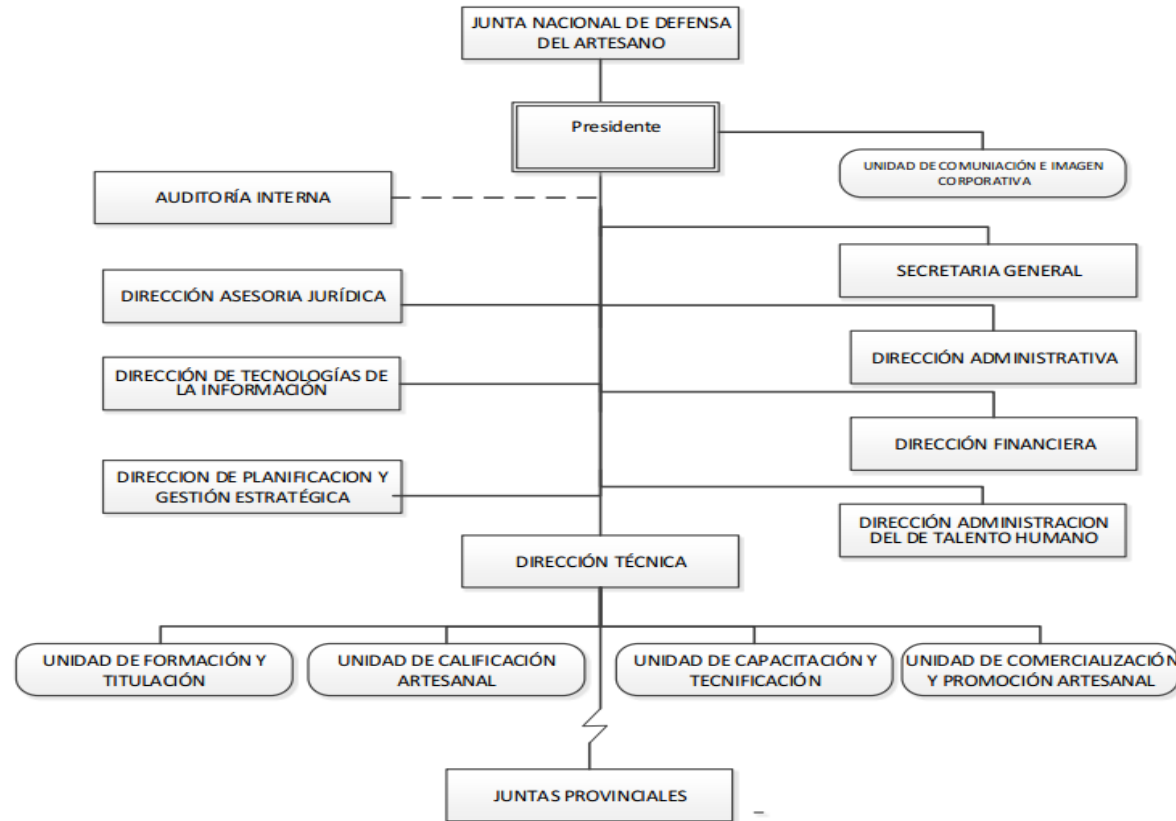 JUNTA NACIONAL DE DEFENSA
DEL ARTESANO
Presidente
UNIDAD DE COMUNIACIÓN E IMAGEN
CORPORATIVA
AUDITORÍA INTERNA
SECRETARIA GENERAL
DIRECCIÓN ASESORIA JURÍDICA
DIRECCIÓN ADMINISTRATIVA
DIRECCIÓN DE TECNOLOGÍAS DE
LA INFORMACIÓN
DIRECCIÓN FINANCIERA
DIRECCION DE PLANIFICACION Y
GESTIÓN ESTRATÉGICA
DIRECCIÓN ADMINISTRACION
DEL DE TALENTO HUMANO
DIRECCIÓN TÉCNICA
UNIDAD DE FORMACIÓN Y
TITULACIÓN
UNIDAD DE CALIFICACIÓN
ARTESANAL
UNIDAD DE CAPACITACIÓN Y
TECNIFICACIÓN
UNIDAD DE COMERCIALIZACIÓN
Y PROMOCIÓN ARTESANAL
JUNTAS PROVINCIALES